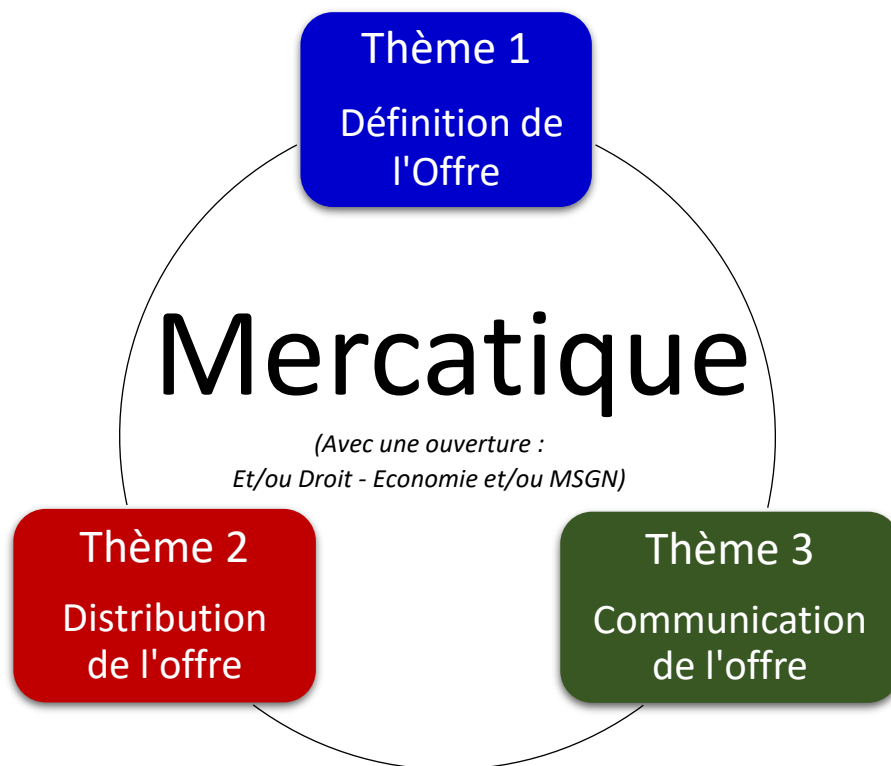 Thème 1
Définition de
l'Offre
Mercatique
(Avec une ouverture :
Et/ou Droit - Economie et/ou MSGN)
Thème 2
Distribution
de l'offre
Thème 3
Communication
de l'offre